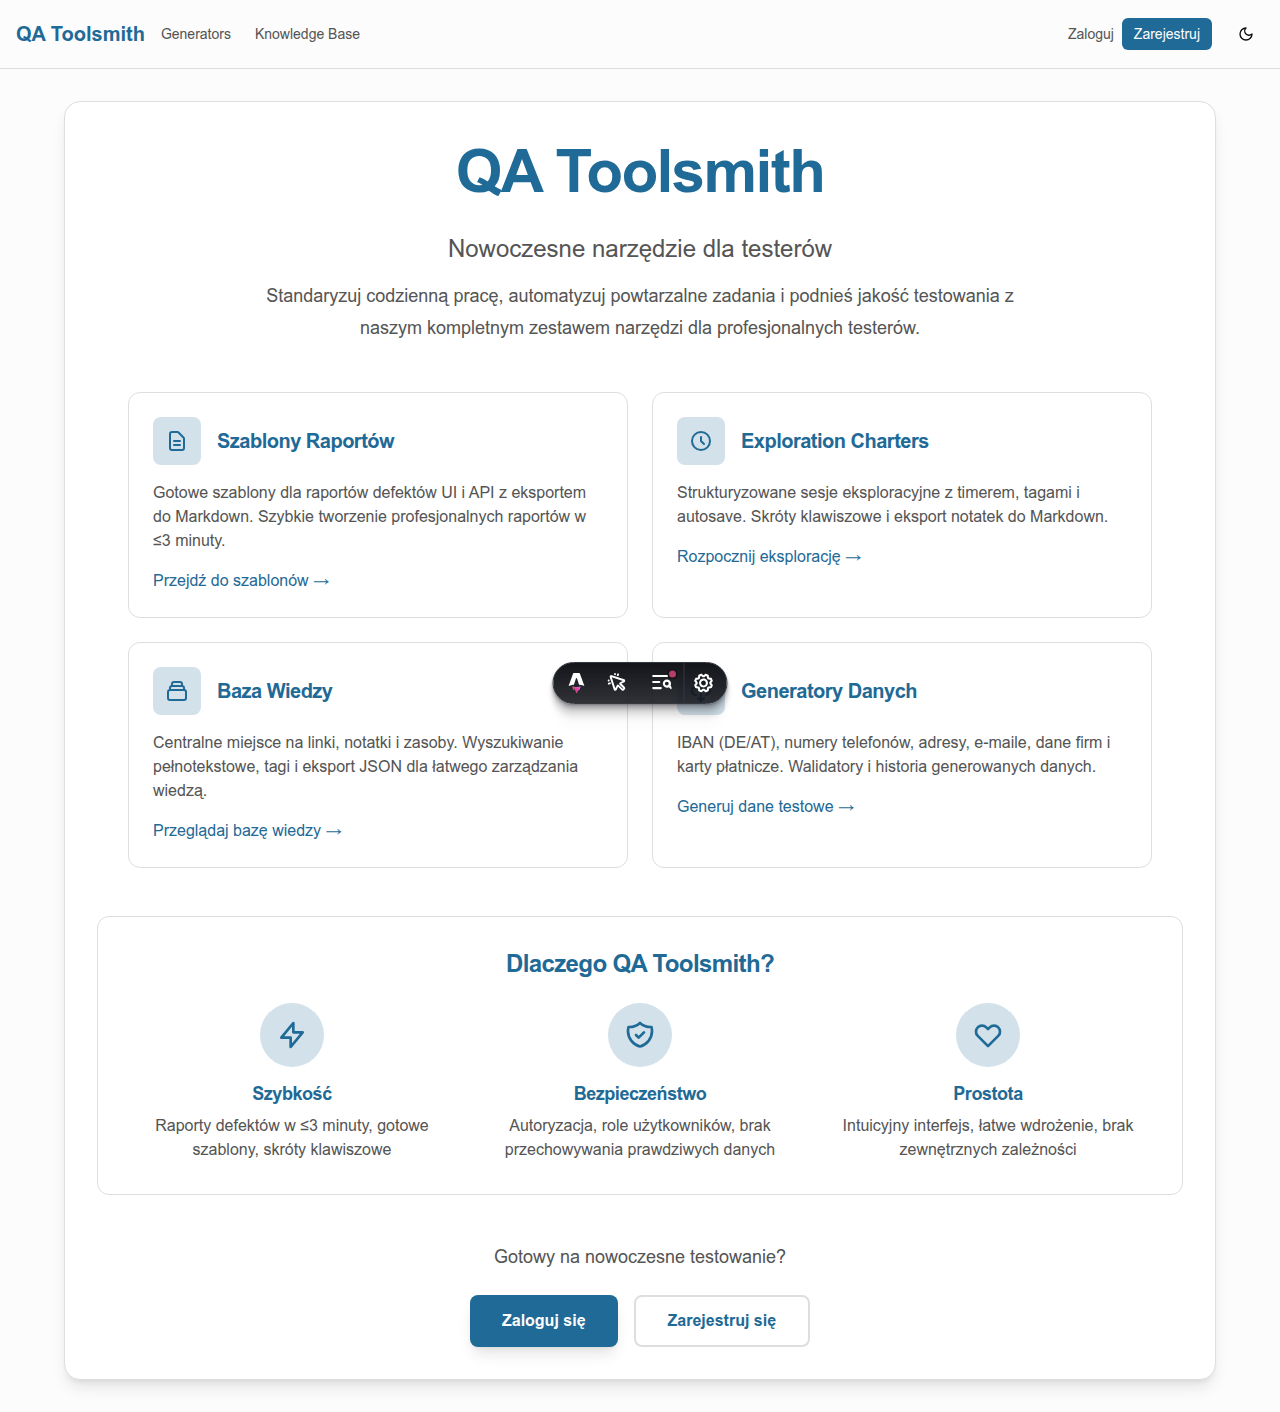 QA Toolsmith
Generators
Knowledge Base
Zaloguj
Zarejestruj
QA Toolsmith
Nowoczesne narzędzie dla testerów
Standaryzuj codzienną pracę, automatyzuj powtarzalne zadania i podnieś jakość testowania z
naszym kompletnym zestawem narzędzi dla profesjonalnych testerów.
Szablony Raportów
Gotowe szablony dla raportów defektów UI i API z eksportem
do Markdown. Szybkie tworzenie profesjonalnych raportów w
≤3 minuty.
Przejdź do szablonów →
Exploration Charters
Strukturyzowane sesje eksploracyjne z timerem, tagami i
autosave. Skróty klawiszowe i eksport notatek do Markdown.
Rozpocznij eksplorację →
Baza Wiedzy
Centralne miejsce na linki, notatki i zasoby. Wyszukiwanie
pełnotekstowe, tagi i eksport JSON dla łatwego zarządzania
wiedzą.
Przeglądaj bazę wiedzy →
Generatory Danych
IBAN (DE/AT), numery telefonów, adresy, e-maile, dane firm i
karty płatnicze. Walidatory i historia generowanych danych.
Generuj dane testowe →
Dlaczego QA Toolsmith?
Szybkość
Raporty defektów w ≤3 minuty, gotowe
szablony, skróty klawiszowe
Bezpieczeństwo
Autoryzacja, role użytkowników, brak
przechowywania prawdziwych danych
Prostota
Intuicyjny interfejs, łatwe wdrożenie, brak
zewnętrznych zależności
Gotowy na nowoczesne testowanie?
Zaloguj się
Zarejestruj się